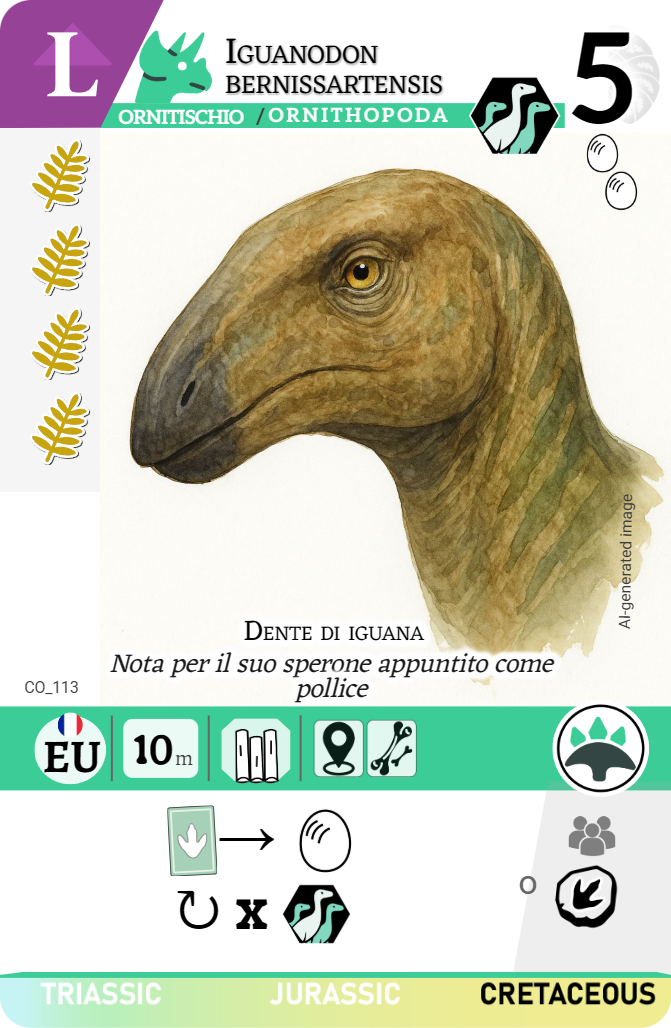 L
IGUANODON
BERNISSARTENSIS
5
ORNITISCHIO / ORNITHOPODA
AI-generated image
DENTE DI IGUANA
Nota per il suo sperone appuntito come
pollice
CO_113
EU
10 m
x
O
TRIASSIC JURASSIC CRETACEOUS